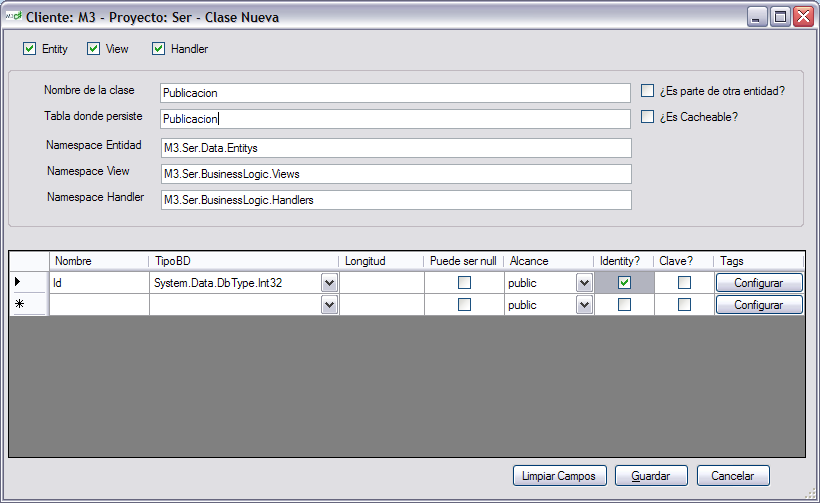 M3 Cliente: M3 - Proyecto: Ser - Clase Nueva
Entity View Handler
Nombre de la clase Publicacion ¿Es parte de otra entidad?
Tabla donde persiste Publicacion ¿Es Cacheable?
Namespace Entidad M3.Ser.Data.Entitys
Namespace View M3.Ser.BusinessLogic.Views
Namespace Handler M3.Ser.BusinessLogic.Handlers
Nombre TipoBD Longitud Puede ser null Alcance Identity? Clave? Tags
Id System.Data.DbType.Int32 public Configurar
* public Configurar
Limpiar Campos Guardar Cancelar